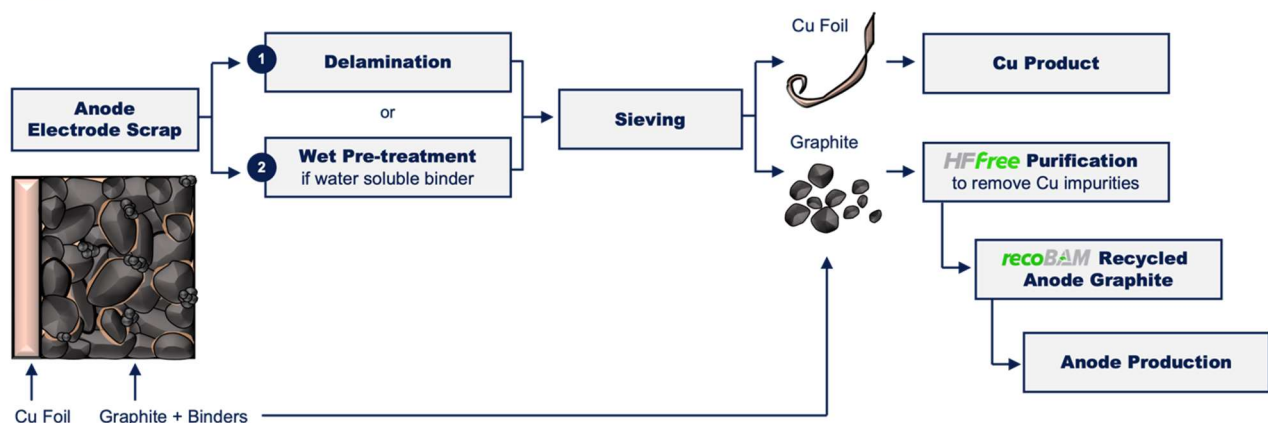 Anode
Electrode Scrap
1
Delamination
or
2
Wet Pre-treatment
if water soluble binder
Sieving
Cu Foil
Cu Product
Graphite
HFFree Purification
to remove Cu impurities
recoBAM Recycled
Anode Graphite
Anode Production
Cu Foil
Graphite + Binders